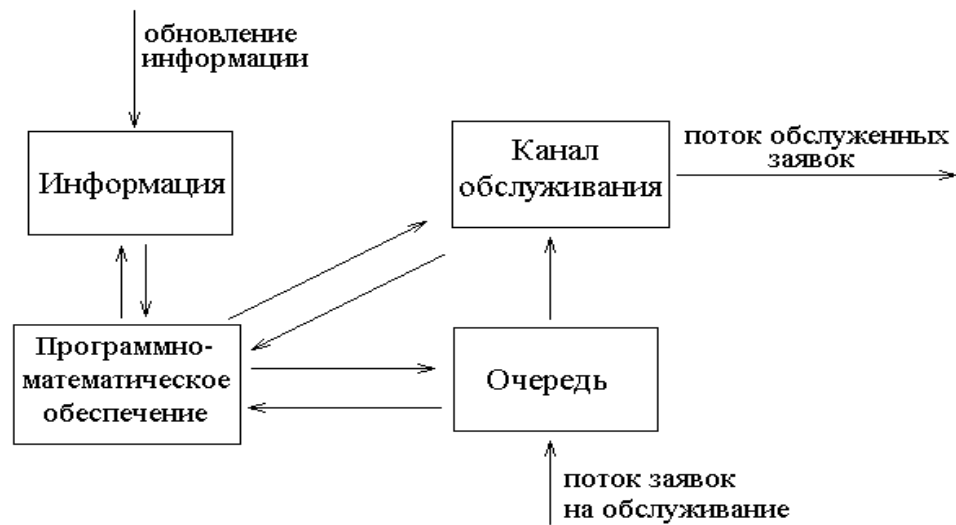 обновление
информации
Информация
Канал
обслуживания
поток обслуженных
заявок
Программно-
математическое
обеспечение
Очередь
поток заявок
на обслуживание